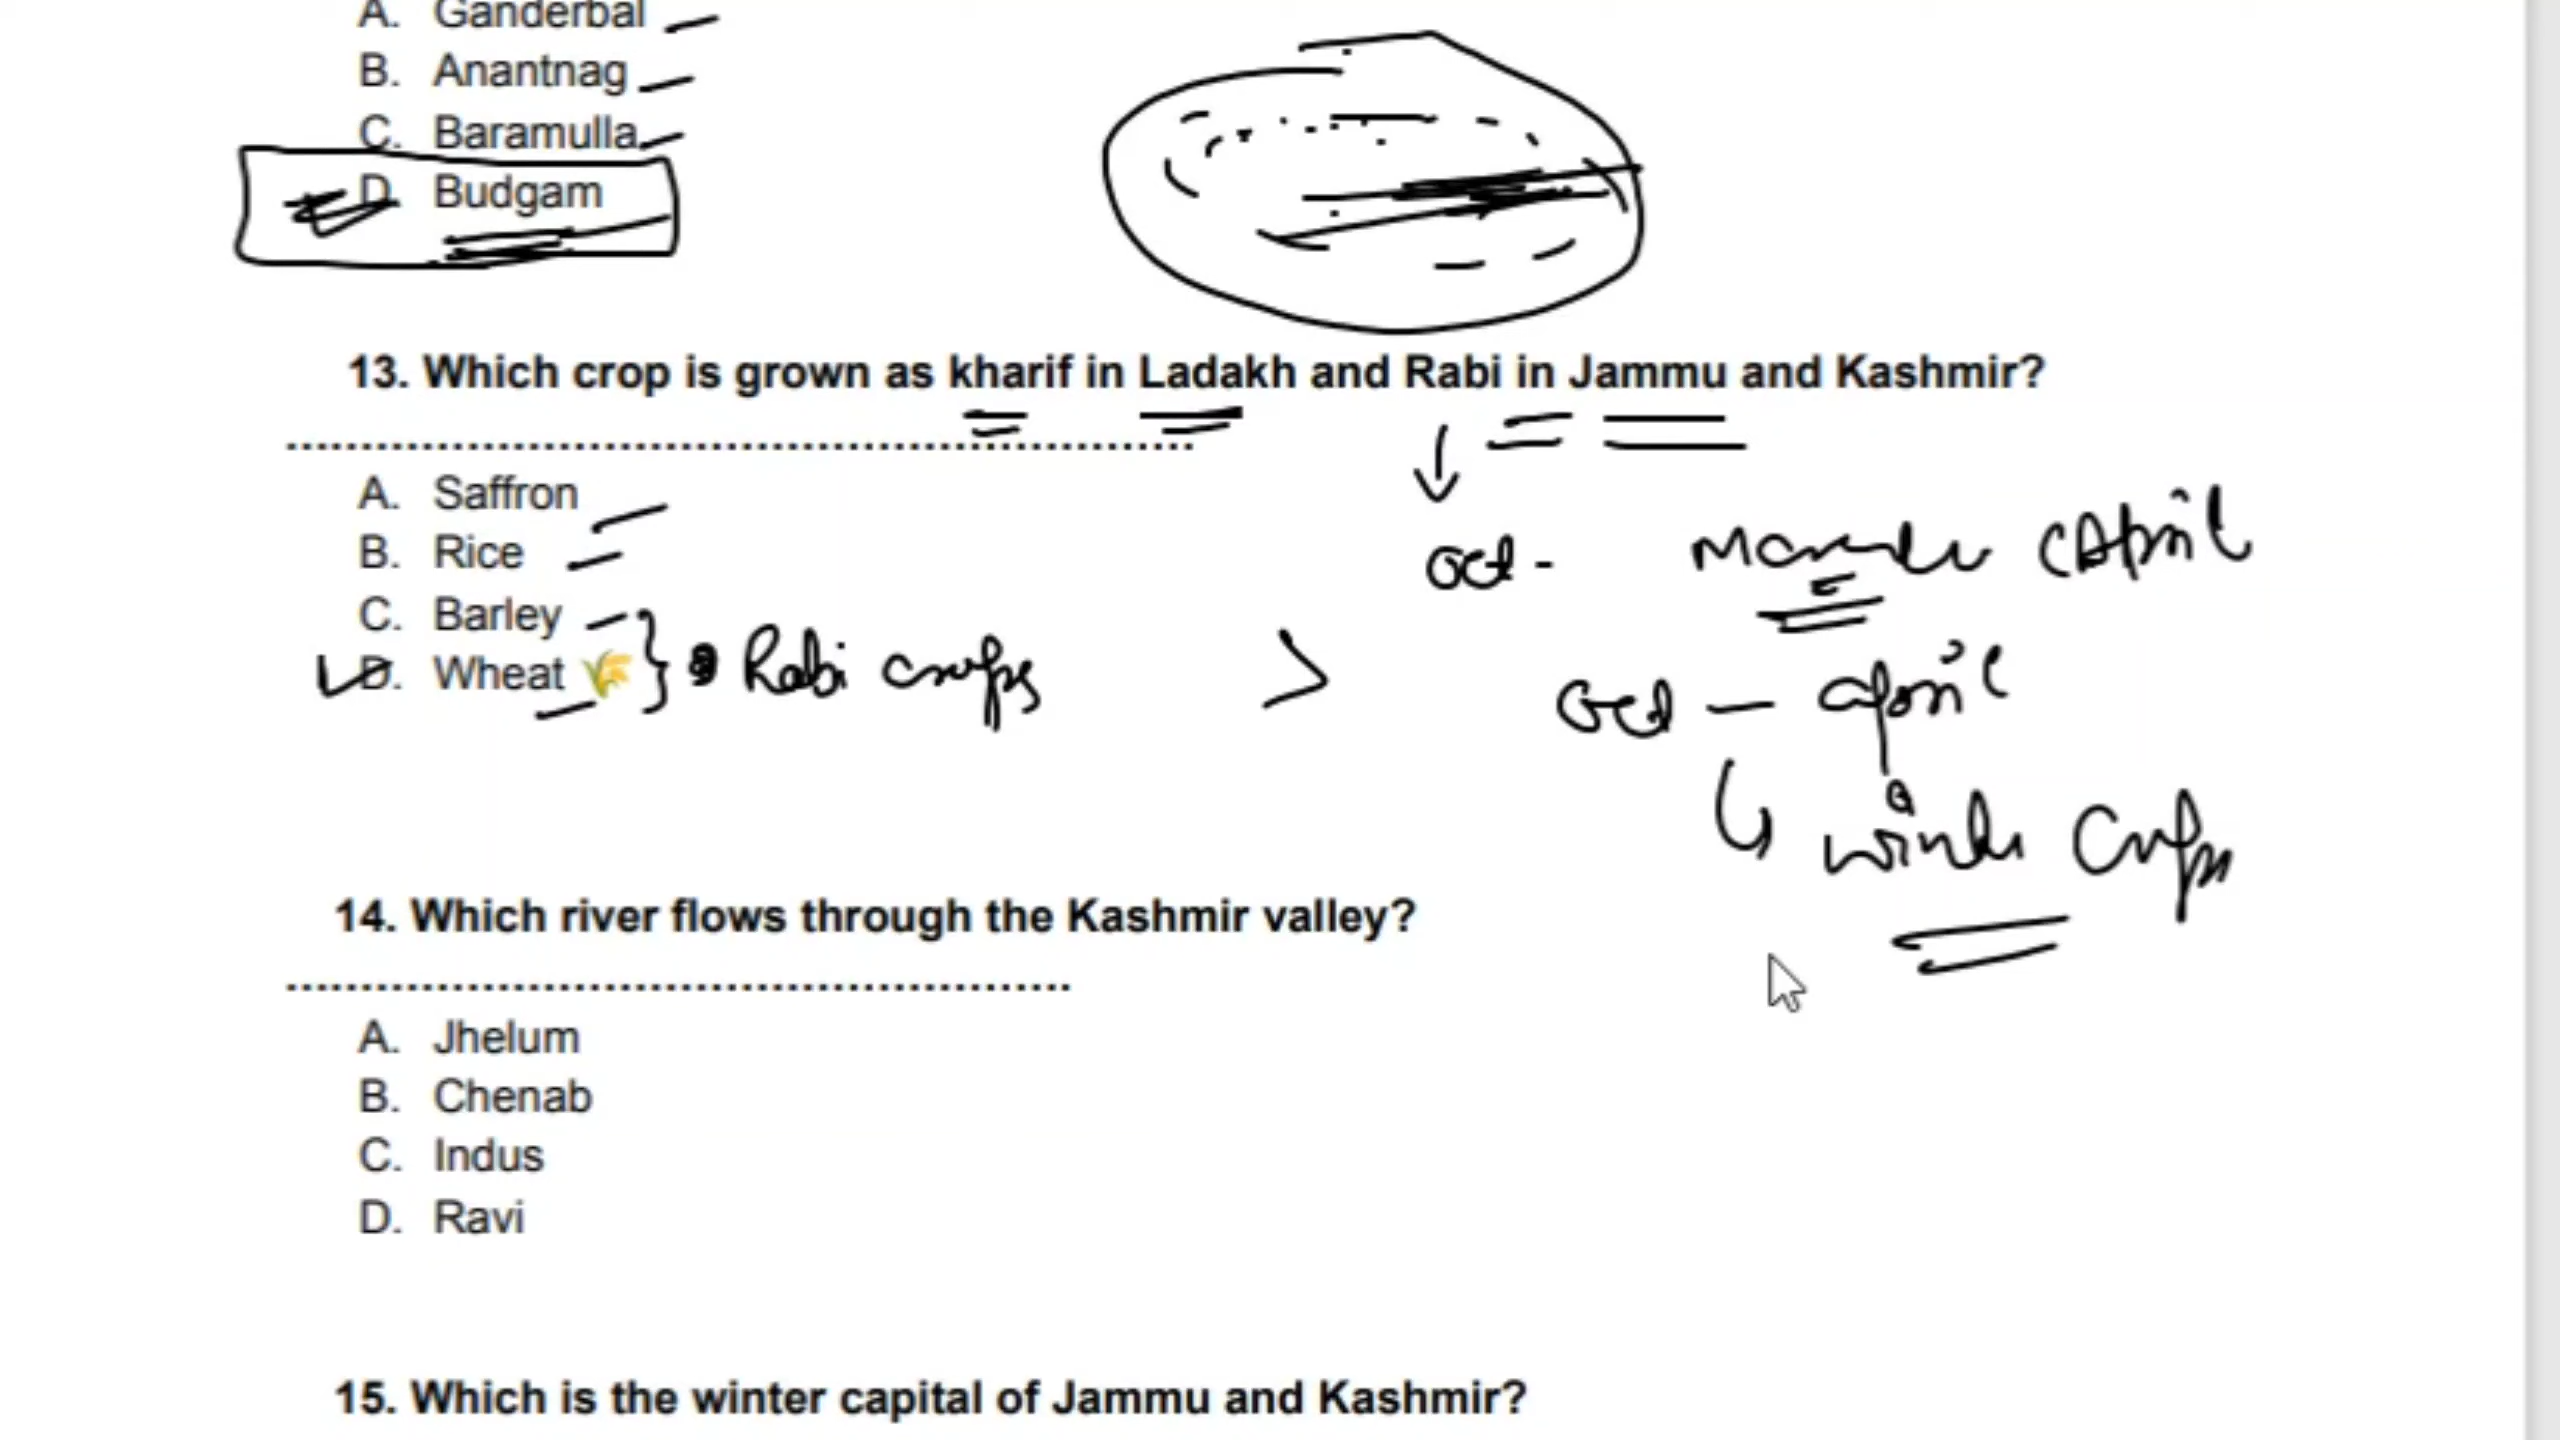 A. Ganderbal
B. Anantnag
C. Baramulla
D. Budgam
13. Which crop is grown as kharif in Ladakh and Rabi in Jammu and Kashmir?
................................................................
A. Saffron
B. Rice
C. Barley
D. Wheat 🌾 } Rabi crops
Oct - March (April
> Oct - April
↳ winter Crops
14. Which river flows through the Kashmir valley?
.......................................................
A. Jhelum
B. Chenab
C. Indus
D. Ravi
15. Which is the winter capital of Jammu and Kashmir?